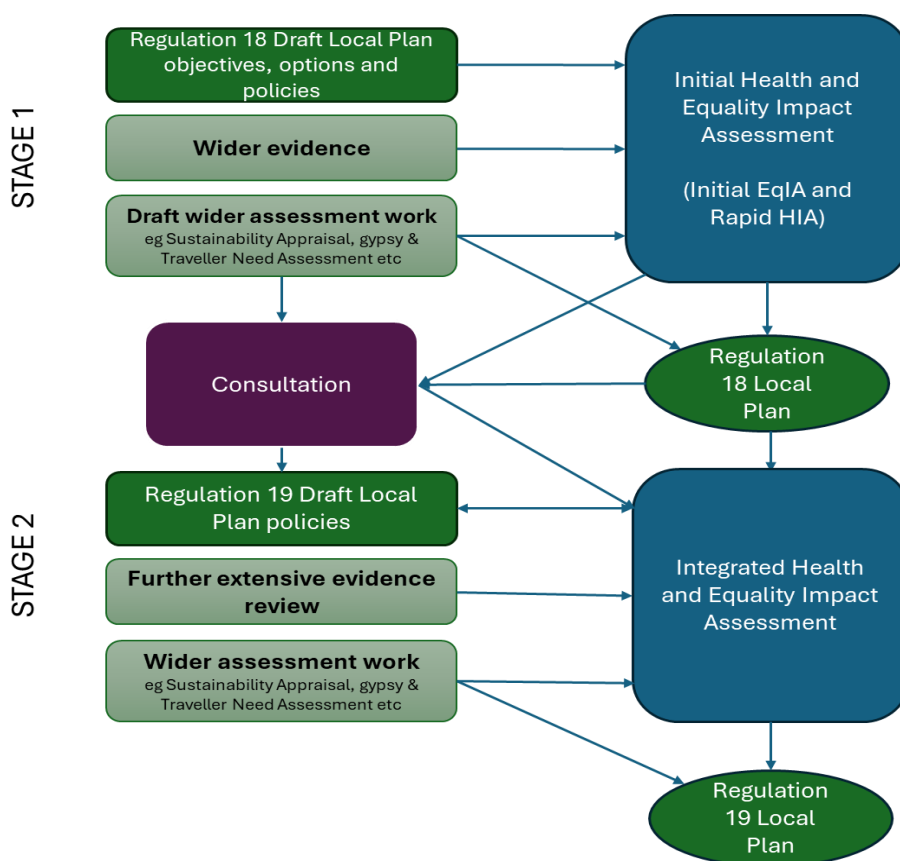 STAGE 1
Regulation 18 Draft Local Plan
objectives, options and
policies
Wider evidence
Draft wider assessment work
eg Sustainability Appraisal, gypsy &
Traveller Need Assessment etc
Initial Health and
Equality Impact
Assessment
(Initial EqIA and
Rapid HIA)
Consultation
Regulation
18 Local
Plan
STAGE 2
Regulation 19 Draft Local
Plan policies
Further extensive evidence
review
Wider assessment work
eg Sustainability Appraisal, gypsy &
Traveller Need Assessment etc
Integrated Health
and Equality Impact
Assessment
Regulation
19 Local
Plan